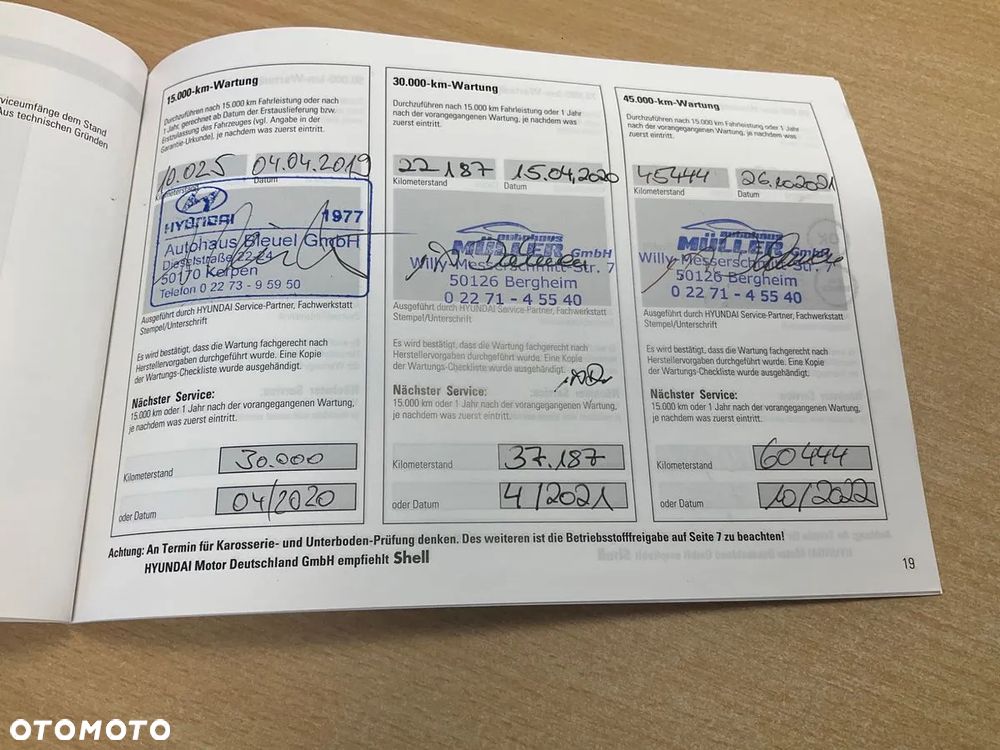 rviceumfänge dem Stand
Aus technischen Gründen
15.000-km-Wartung
Durchzuführen nach 15.000 km Fahrleistung oder nach
1 Jahr, gerechnet ab Datum der Erstauslieferung bzw.
Erstzulassung des Fahrzeuges (vgl. Angabe in der
Garantie-Urkunde), je nachdem was zuerst eintritt.
10.025 04.04.2019
Kilometerstand Datum
HYUNDAI 1977
Autohaus Bleuel GmbH
Dieselstraße 22-24
50170 Kerpen
Telefon 0 22 73 - 9 59 50
Ausgeführt durch HYUNDAI Service-Partner, Fachwerkstatt
Stempel/Unterschrift
Es wird bestätigt, dass die Wartung fachgerecht nach
Herstellervorgaben durchgeführt wurde. Eine Kopie
der Wartungs-Checkliste wurde ausgehändigt.
Nächster Service:
15.000 km oder 1 Jahr nach der vorangegangenen Wartung,
je nachdem was zuerst eintritt.
Kilometerstand 30.000
oder Datum 04/2020
30.000-km-Wartung
Durchzuführen nach 15.000 km Fahrleistung oder 1 Jahr
nach der vorangegangenen Wartung, je nachdem was
zuerst eintritt.
22 187 15.04.2020
Kilometerstand Datum
autohaus
MÜLLER GmbH
Willy-Messerschmitt-Str. 7
50126 Bergheim
0 22 71 - 4 55 40
Ausgeführt durch HYUNDAI Service-Partner, Fachwerkstatt
Stempel/Unterschrift
Es wird bestätigt, dass die Wartung fachgerecht nach
Herstellervorgaben durchgeführt wurde. Eine Kopie
der Wartungs-Checkliste wurde ausgehändigt.
Nächster Service:
15.000 km oder 1 Jahr nach der vorangegangenen Wartung,
je nachdem was zuerst eintritt.
Kilometerstand 37.187
oder Datum 4/2021
45.000-km-Wartung
Durchzuführen nach 15.000 km Fahrleistung oder 1 Jahr
nach der vorangegangenen Wartung, je nachdem was
zuerst eintritt.
45444 26.10.2021
Kilometerstand Datum
autohaus
MÜLLER GmbH
Willy-Messerschmitt-Str. 7
50126 Bergheim
0 22 71 - 4 55 40
Ausgeführt durch HYUNDAI Service-Partner, Fachwerkstatt
Stempel/Unterschrift
Es wird bestätigt, dass die Wartung fachgerecht nach
Herstellervorgaben durchgeführt wurde. Eine Kopie
der Wartungs-Checkliste wurde ausgehändigt.
Nächster Service:
15.000 km oder 1 Jahr nach der vorangegangenen Wartung,
je nachdem was zuerst eintritt.
Kilometerstand 60444
oder Datum 10/2022
Achtung: An Termin für Karosserie- und Unterboden-Prüfung denken. Des weiteren ist die Betriebsstofffreigabe auf Seite 7 zu beachten!
HYUNDAI Motor Deutschland GmbH empfiehlt Shell
19
OTOMOTO